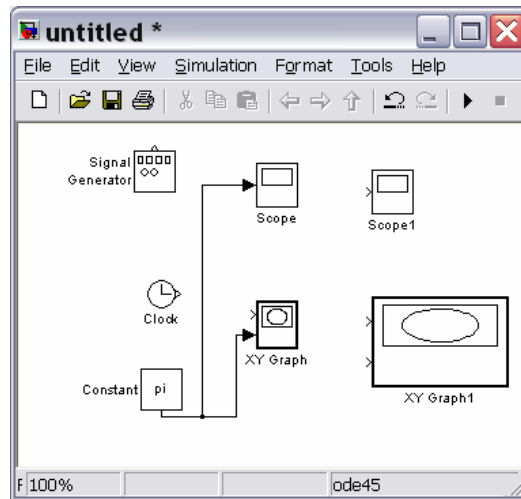 untitled *
File Edit View Simulation Format Tools Help
Signal
Generator
Scope
Scope1
Clock
XY Graph
Constant
pi
XY Graph1
F 100%
ode45